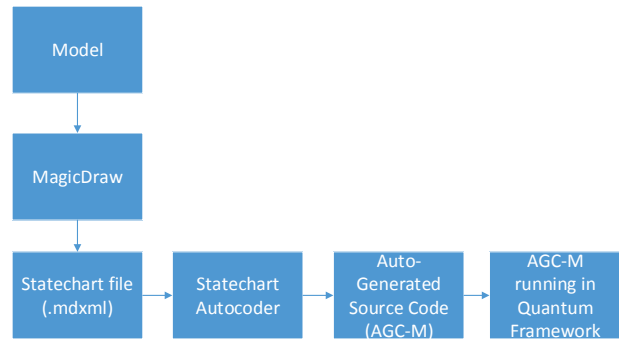 Model
MagicDraw
Statechart file
(.mdxml)
Statechart
Autocoder
Auto-
Generated
Source Code
(AGC-M)
AGC-M
running in
Quantum
Framework